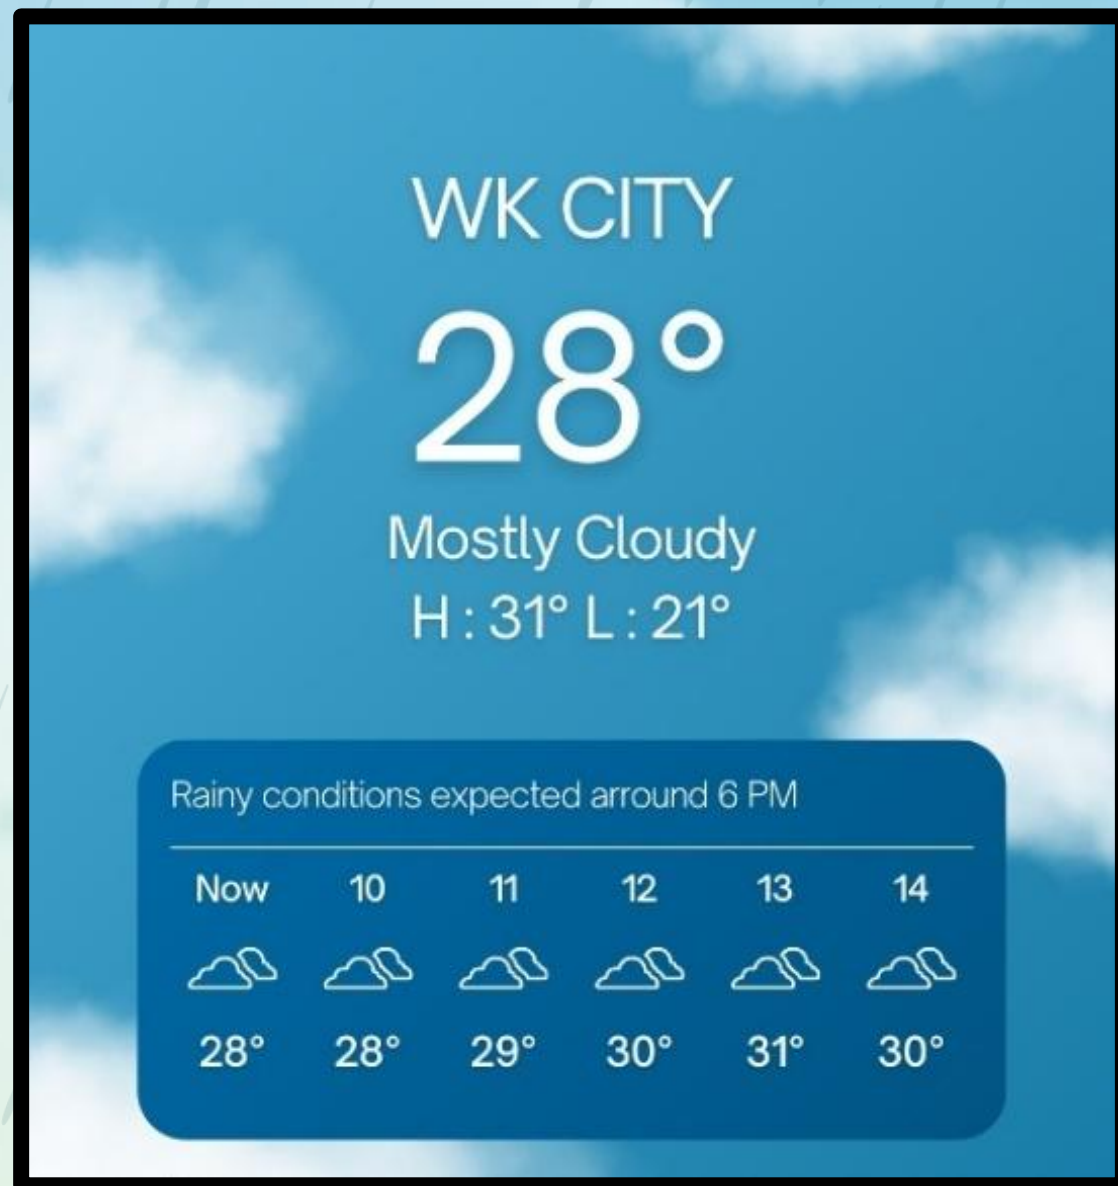 WK CITY
28°
Mostly Cloudy
H : 31° L : 21°
Rainy conditions expected arround 6 PM
Now 10 11 12 13 14
28° 28° 29° 30° 31° 30°